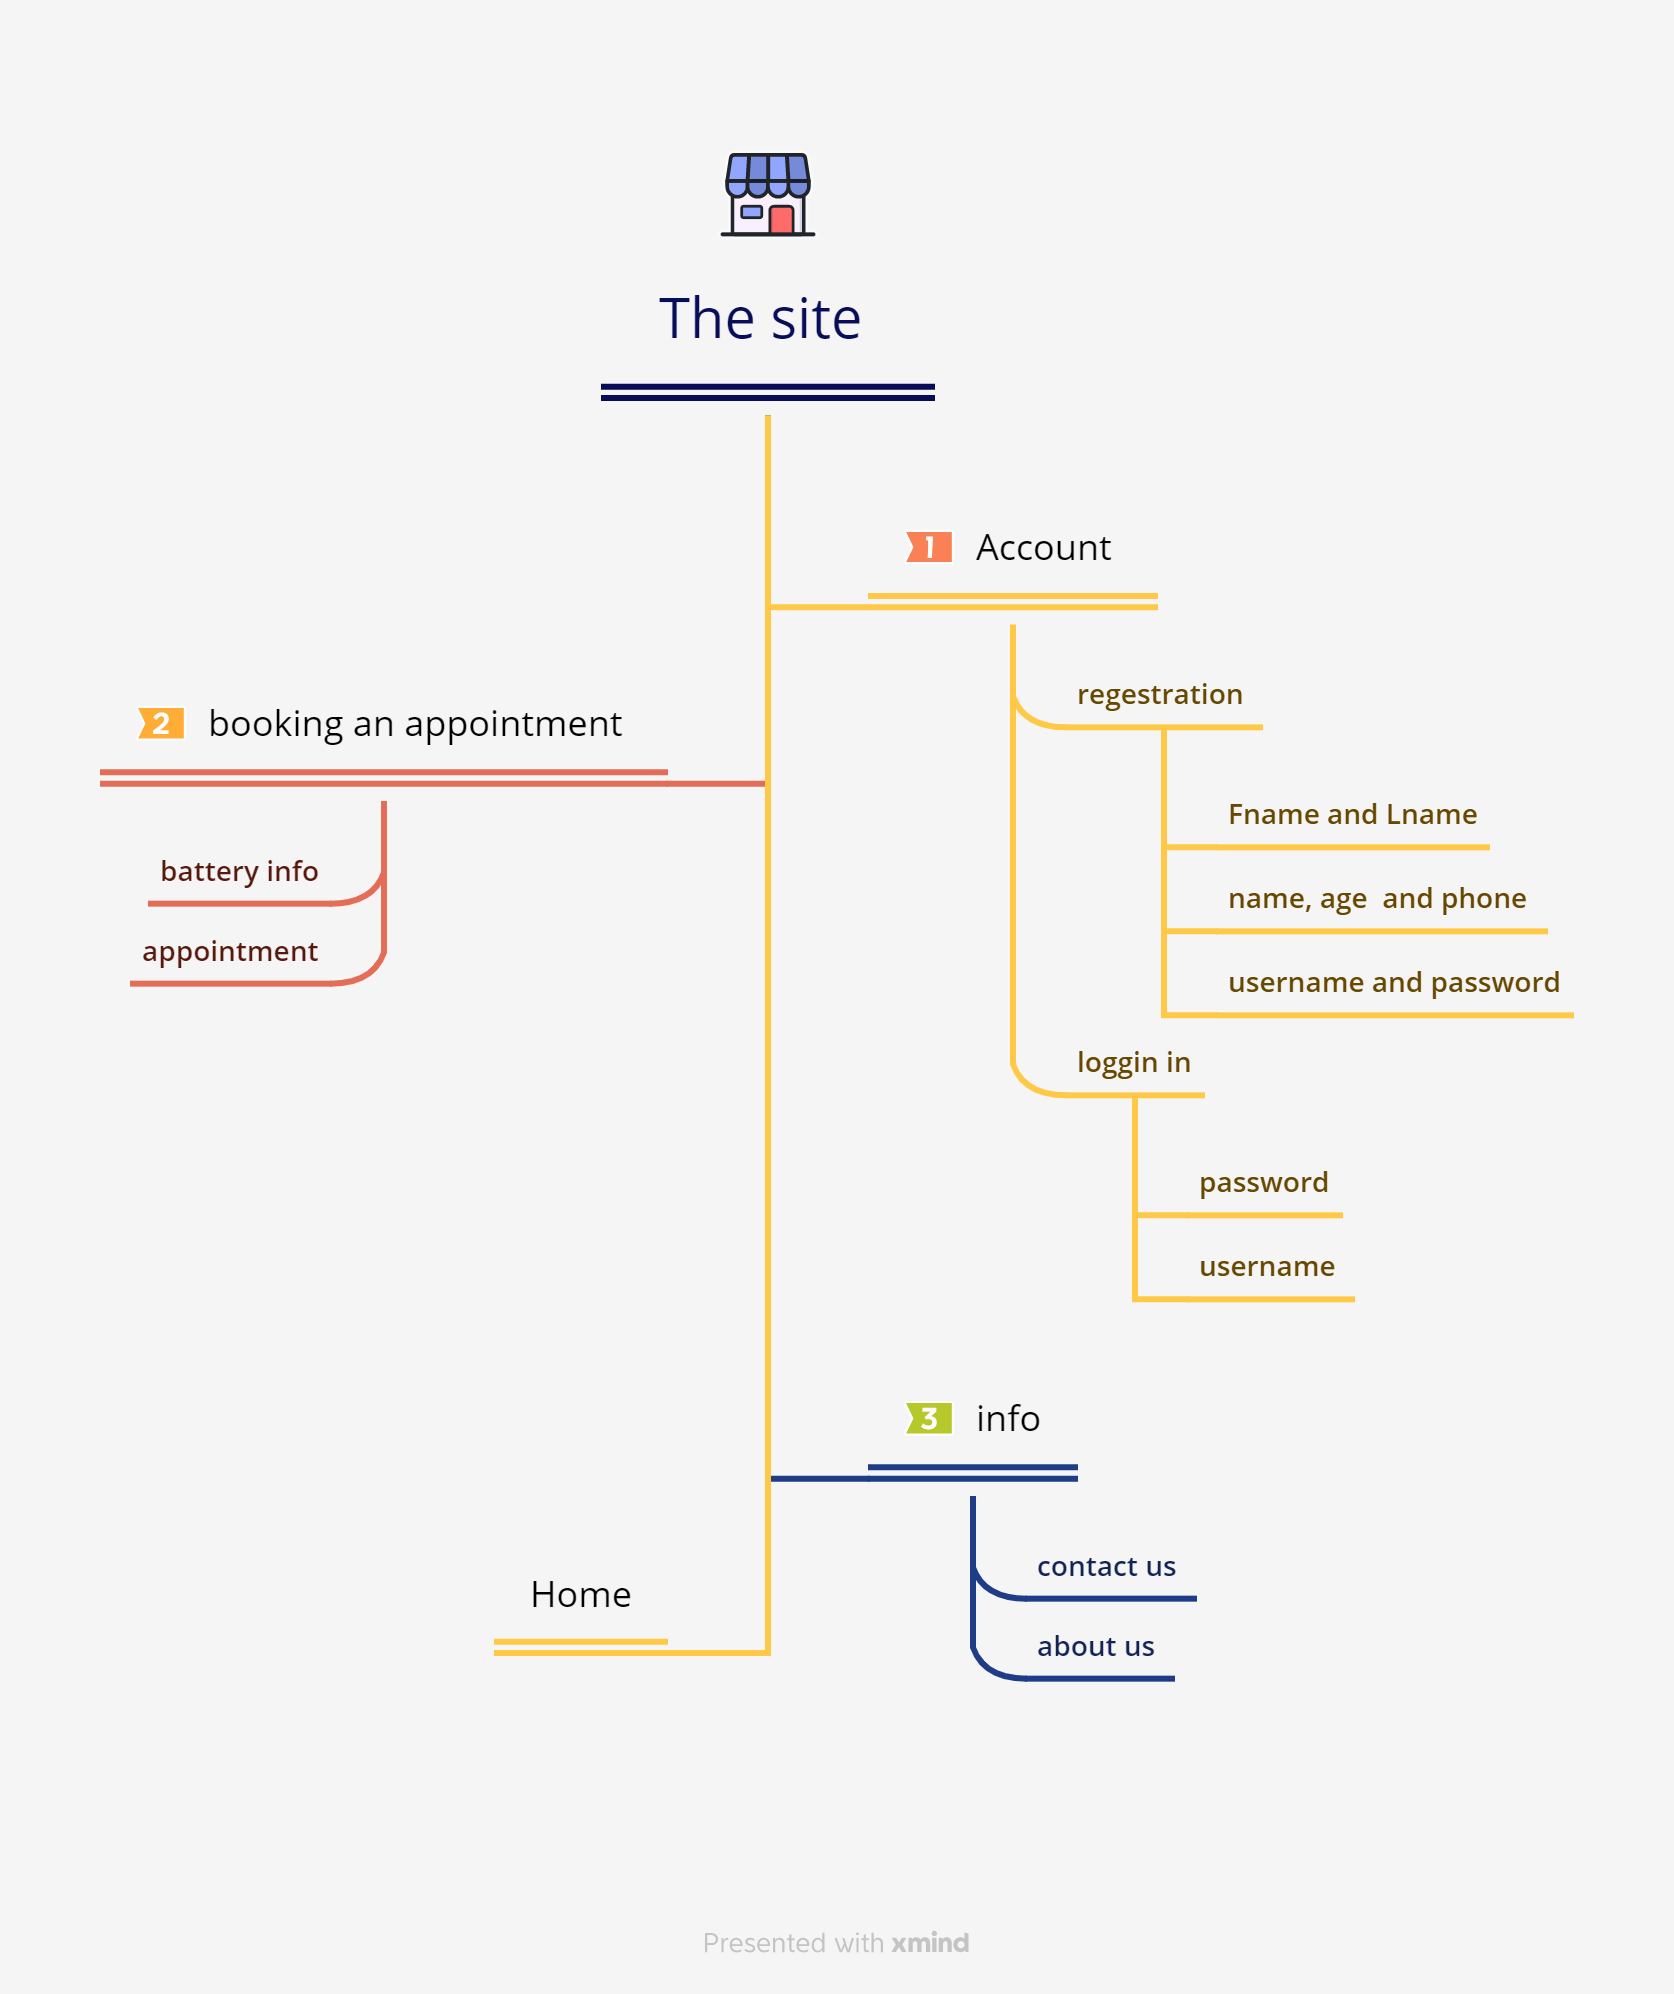 The site
1 Account
regestration
Fname and Lname
name, age  and phone
username and password
loggin in
password
username
2 booking an appointment
battery info
appointment
3 info
contact us
about us
Home
Presented with xmind